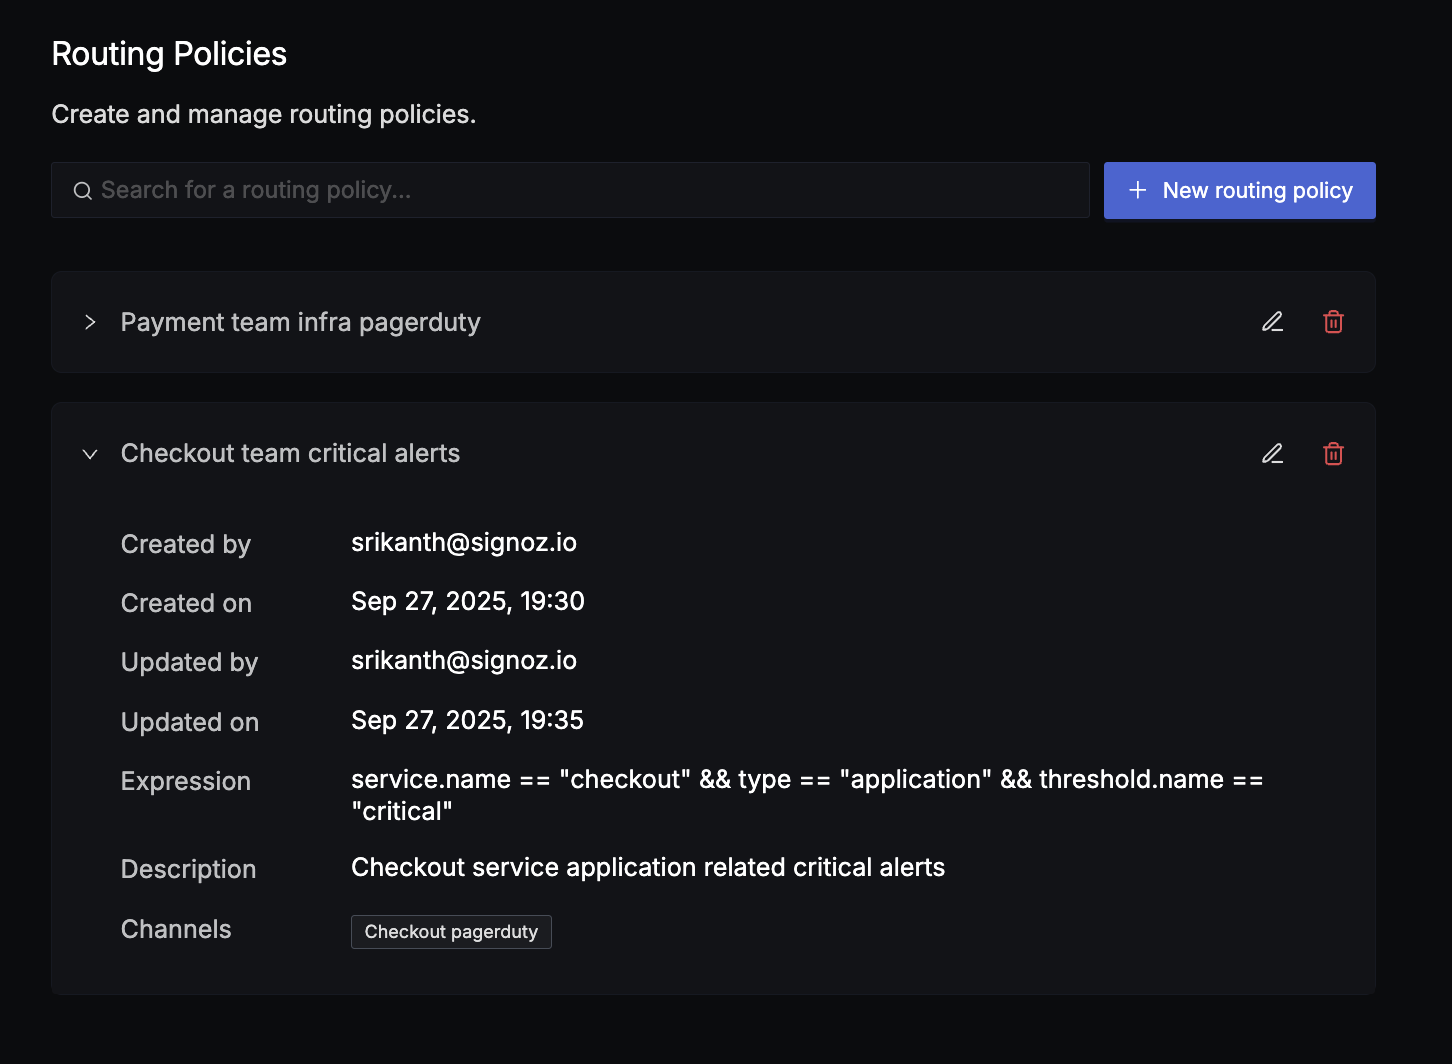 Routing Policies
Create and manage routing policies.
Search for a routing policy...
New routing policy
Payment team infra pagerduty
Checkout team critical alerts
Created by srikanth@signoz.io
Created on Sep 27, 2025, 19:30
Updated by srikanth@signoz.io
Updated on Sep 27, 2025, 19:35
Expression service.name == "checkout" && type == "application" && threshold.name ==
"critical"
Description Checkout service application related critical alerts
Channels Checkout pagerduty